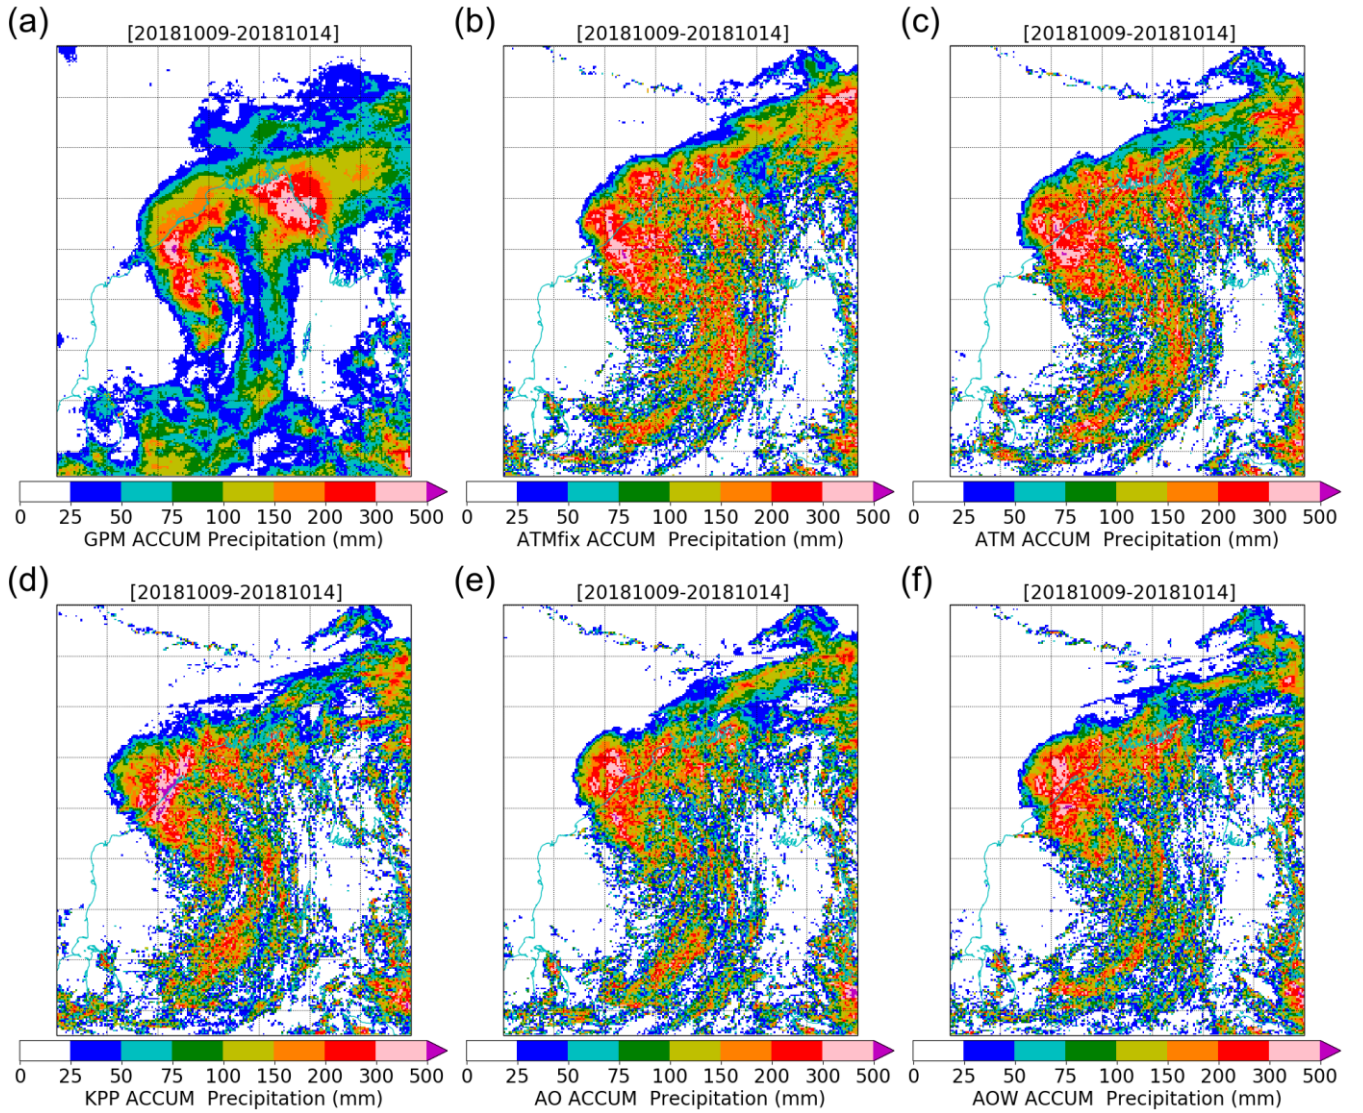 (a)
[20181009-20181014]
0 25 50 75 100 150 200 300 500
GPM ACCUM Precipitation (mm)
(b)
[20181009-20181014]
0 25 50 75 100 150 200 300 500
ATMfix ACCUM Precipitation (mm)
(c)
[20181009-20181014]
0 25 50 75 100 150 200 300 500
ATM ACCUM Precipitation (mm)
(d)
[20181009-20181014]
0 25 50 75 100 150 200 300 500
KPP ACCUM Precipitation (mm)
(e)
[20181009-20181014]
0 25 50 75 100 150 200 300 500
AO ACCUM Precipitation (mm)
(f)
[20181009-20181014]
0 25 50 75 100 150 200 300 500
AOW ACCUM Precipitation (mm)